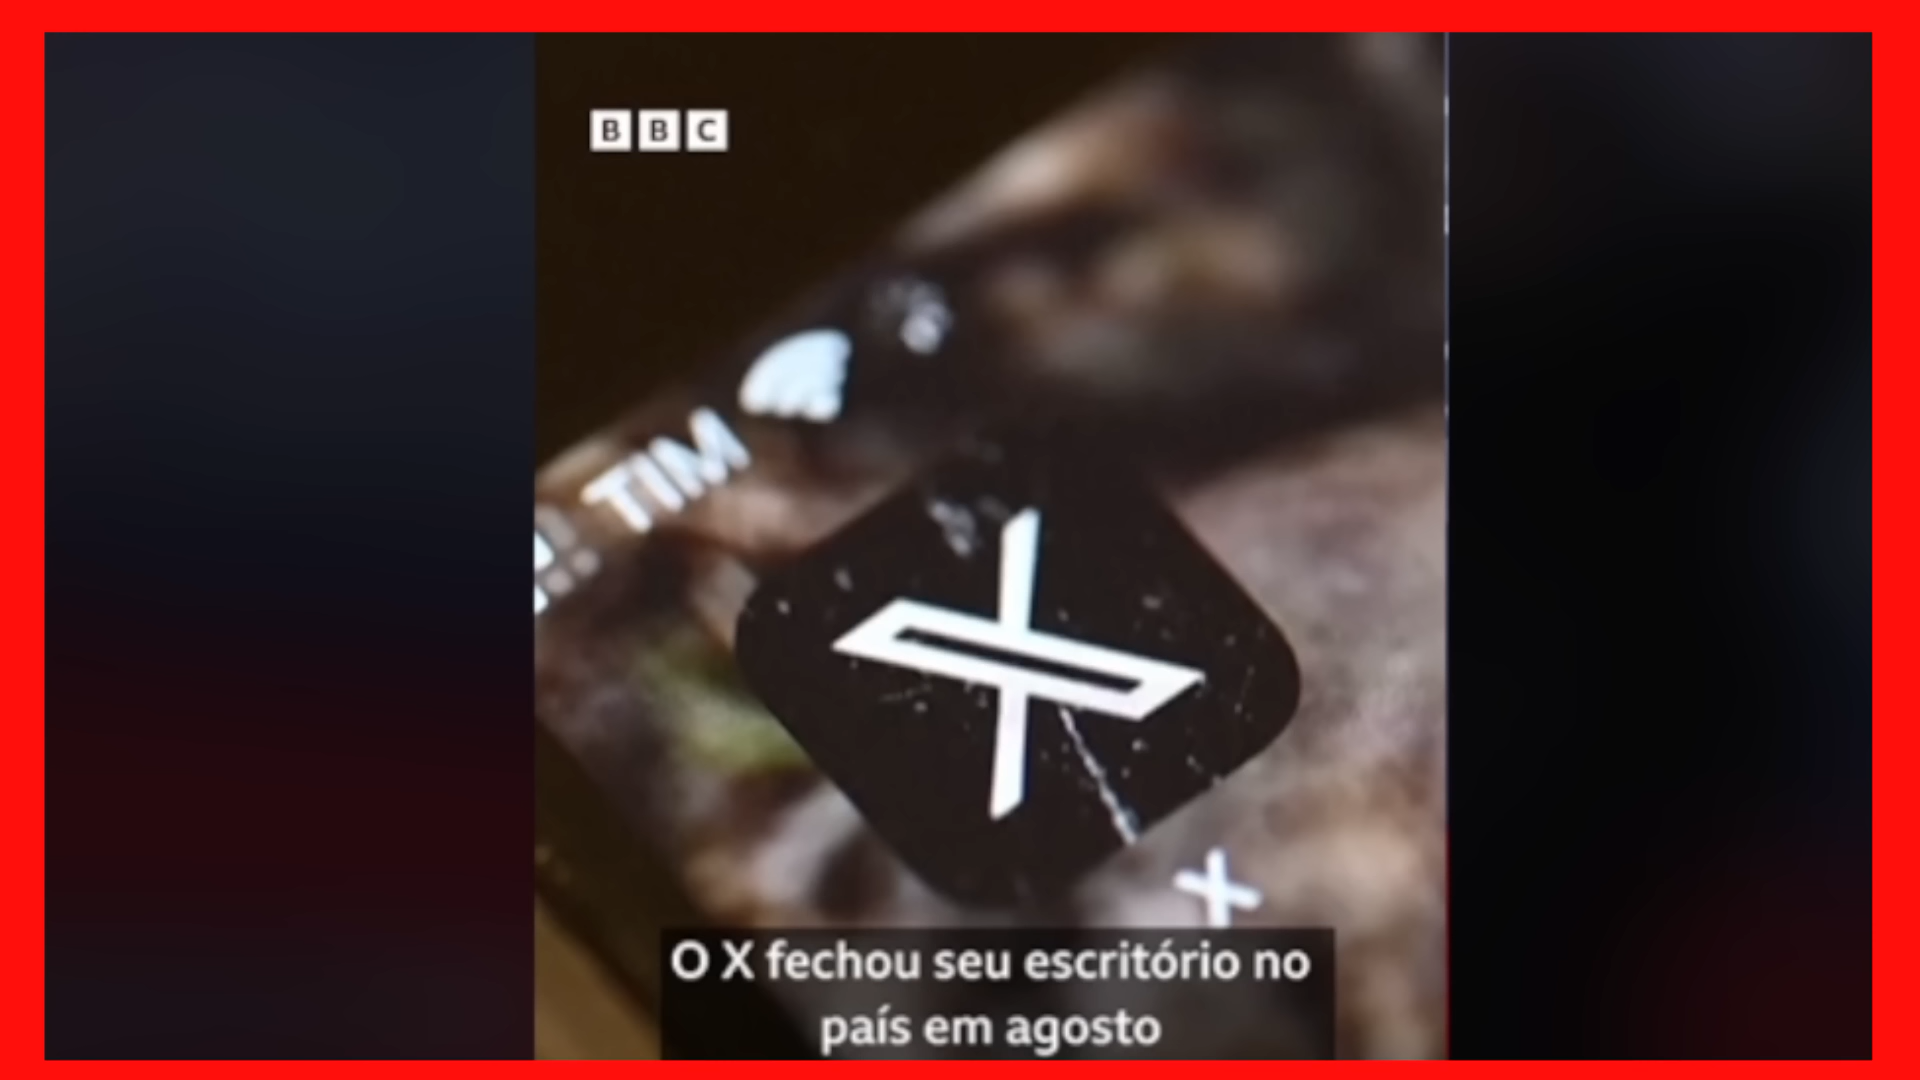 BBC
TIM
X
X
O X fechou seu escritório no
país em agosto